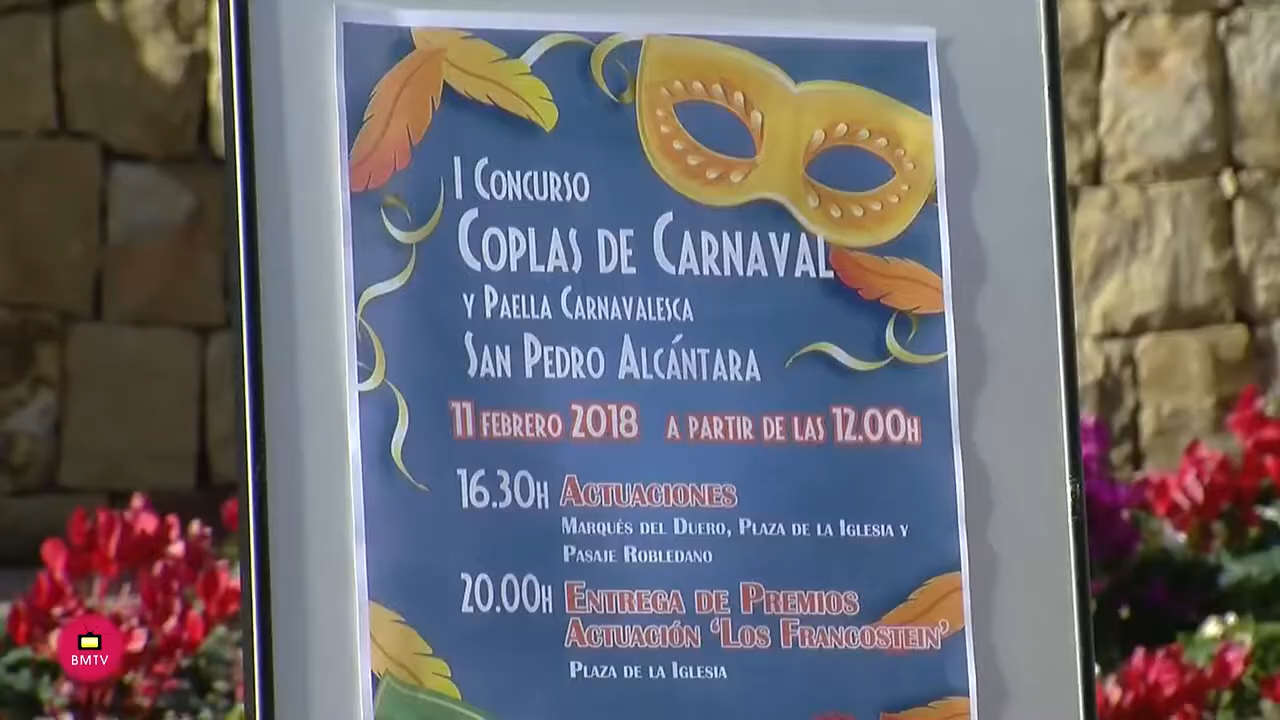 I Concurso
Coplas de Carnaval
y Paella Carnavalesca
San Pedro Alcántara
11 febrero 2018 a partir de las 12.00h
16.30h Actuaciones
Marqués del Duero, Plaza de la Iglesia y
Pasaje Robledano
20.00h Entrega de Premios
Actuación 'Los Francostein'
Plaza de la Iglesia
BMTV